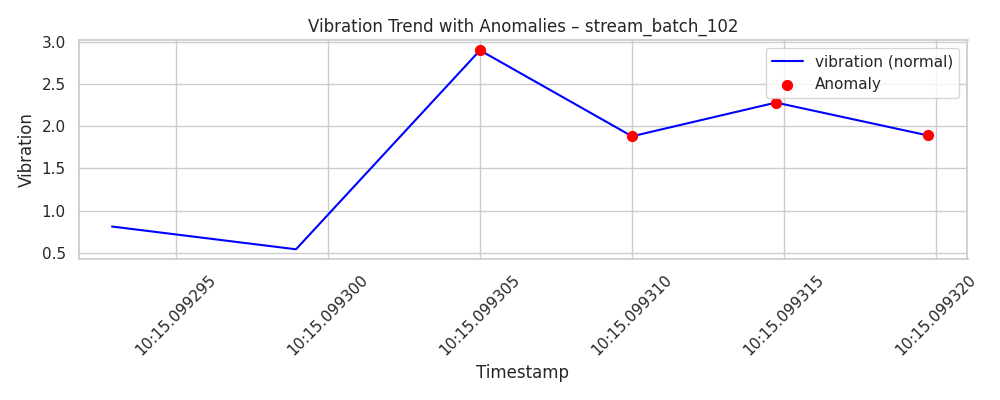 Vibration Trend with Anomalies – stream_batch_102
vibration (normal)
Anomaly
Vibration
3.0
2.5
2.0
1.5
1.0
0.5
10:15.099295
10:15.099300
10:15.099305
10:15.099310
10:15.099315
10:15.099320
Timestamp